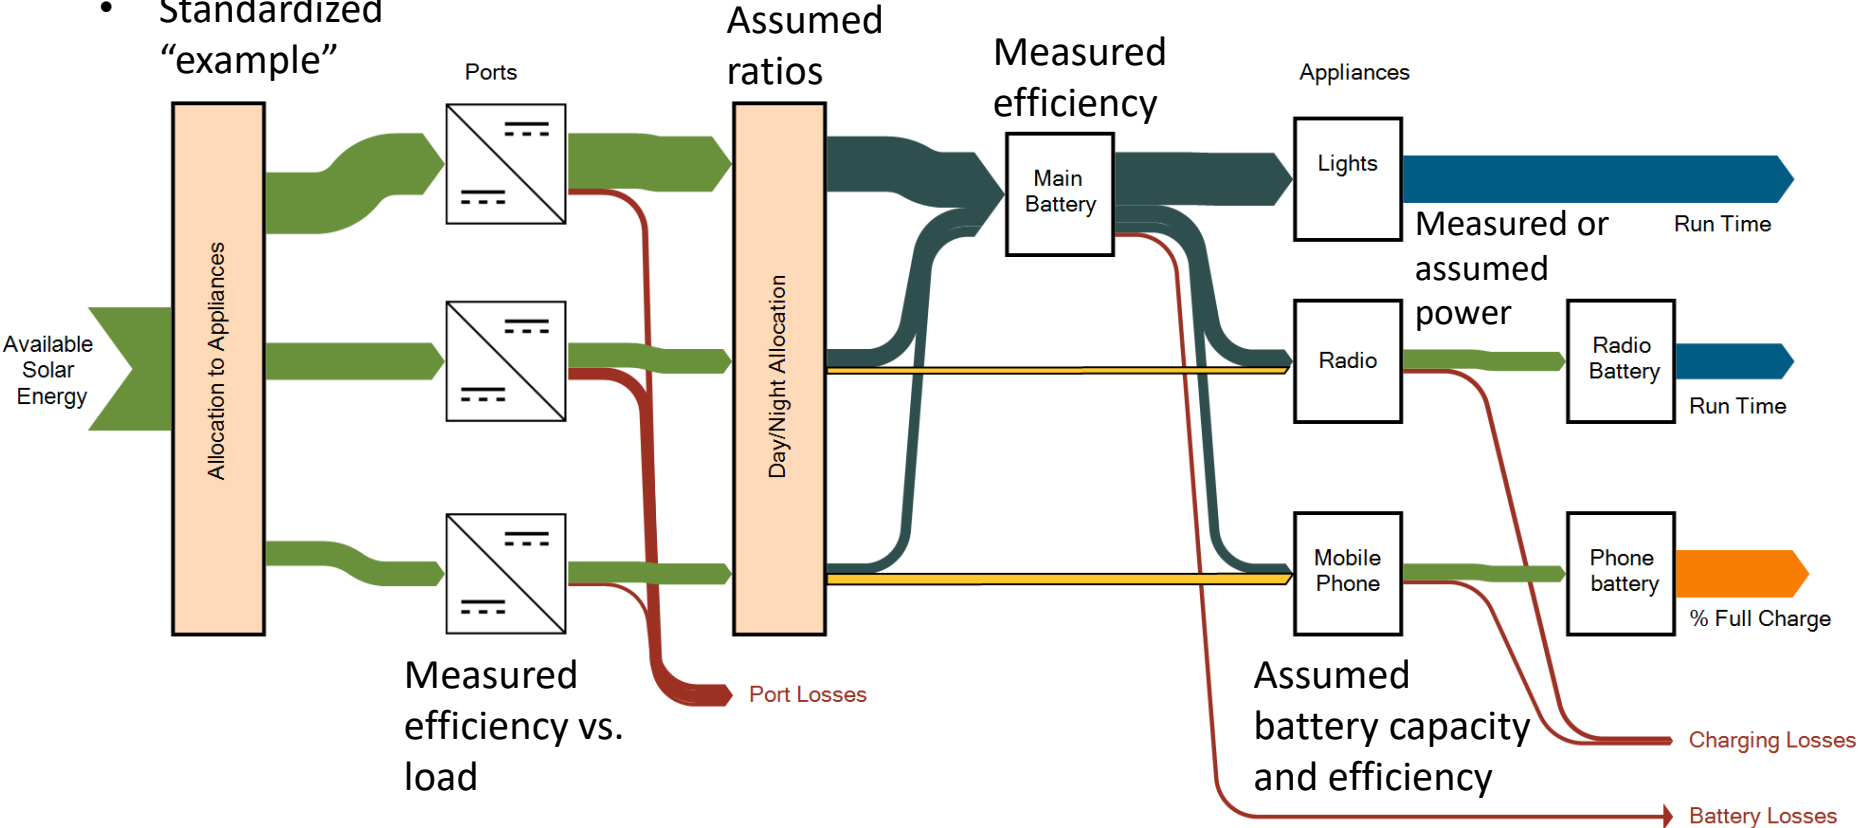 • Standardized
“example”
Assumed
ratios
Measured
efficiency
Ports
Appliances
Allocation to Appliances
Day/Night Allocation
Available
Solar
Energy
Main
Battery
Lights
Run Time
Measured or
assumed
power
Radio
Radio
Battery
Run Time
Mobile
Phone
Phone
battery
% Full Charge
Measured
efficiency vs.
load
Port Losses
Assumed
battery capacity
and efficiency
Charging Losses
Battery Losses